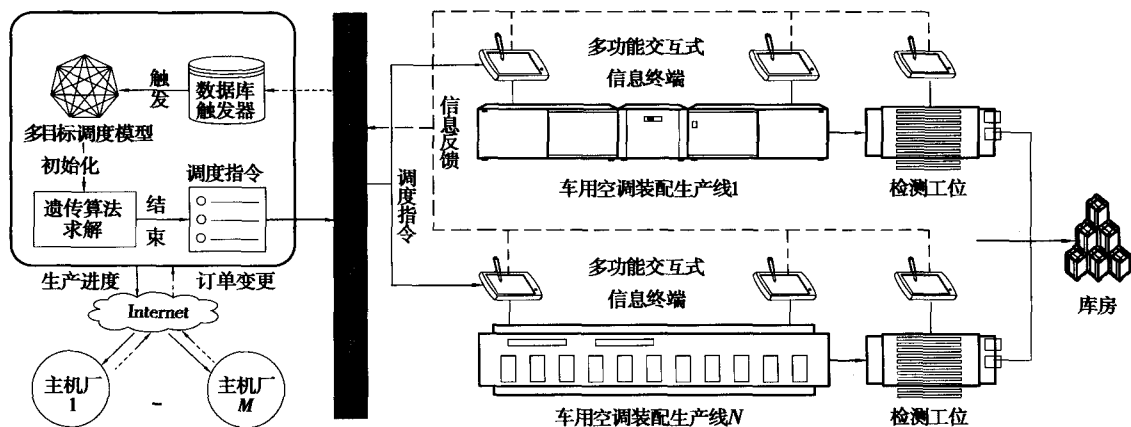 触
发
数据库
触发器
多目标调度模型
初始化
调度指令
遗传算法
求解
结
束
生产进度
订单变更
Internet
主机厂
1
主机厂
M
信息反馈
调度指令
多功能交互式
信息终端
车用空调装配生产线1
检测工位
多功能交互式
信息终端
车用空调装配生产线N
检测工位
库房